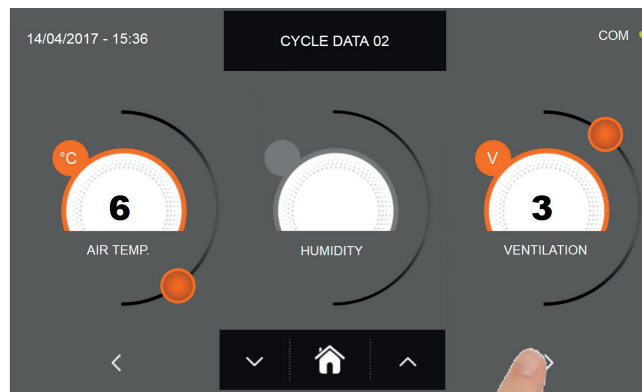 14/04/2017 - 15:36
CYCLE DATA 02
COM
°C
6
AIR TEMP.
HUMIDITY
V
3
VENTILATION